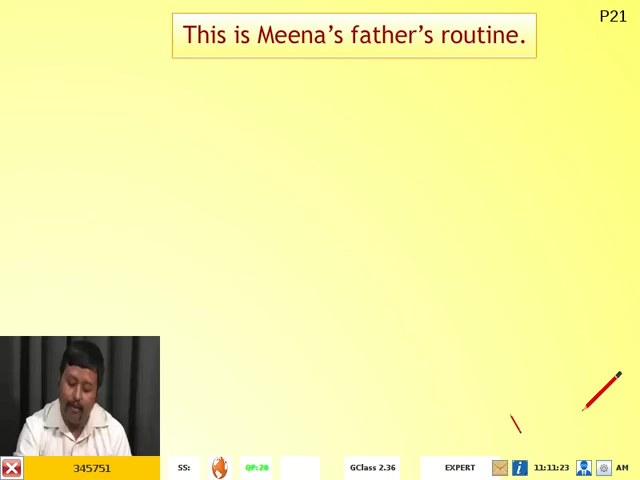 P21
This is Meena's father's routine.
345751
SS:
QP:20
GClass 2.36
EXPERT
11:11:23
AM